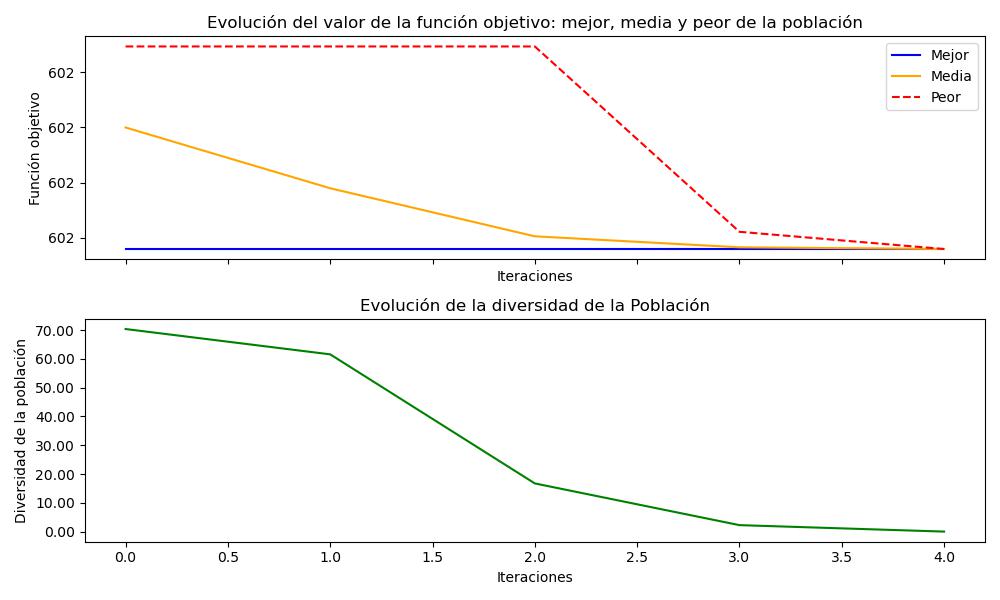 Evolución del valor de la función objetivo: mejor, media y peor de la población
Función objetivo
602
602
602
602
Mejor
Media
Peor
Iteraciones
Evolución de la diversidad de la Población
Diversidad de la población
70.00
60.00
50.00
40.00
30.00
20.00
10.00
0.00
0.0 0.5 1.0 1.5 2.0 2.5 3.0 3.5 4.0
Iteraciones